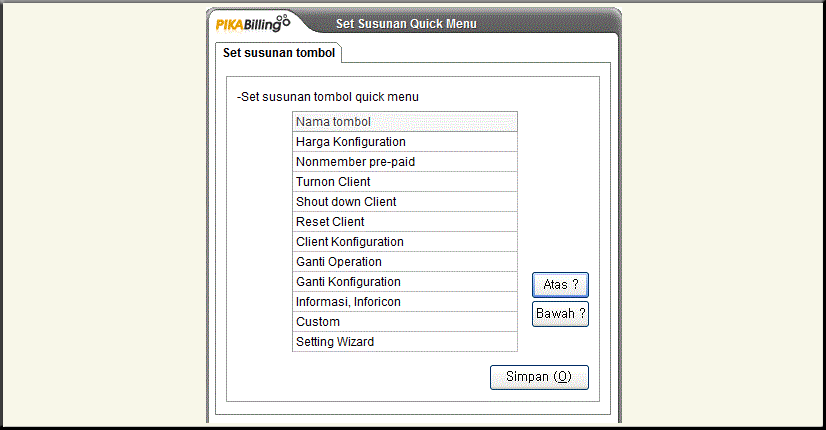 PIKABilling
Set Susunan Quick Menu
Set susunan tombol
-Set susunan tombol quick menu
Nama tombol
Harga Konfiguration
Nonmember pre-paid
Turnon Client
Shout down Client
Reset Client
Client Konfiguration
Ganti Operation
Ganti Konfiguration
Informasi, Inforicon
Custom
Setting Wizard
Atas ?
Bawah ?
Simpan (O)